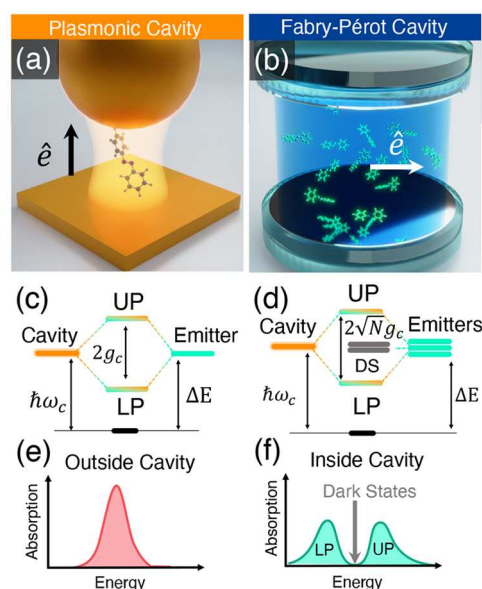 Plasmonic Cavity
Fabry-Pérot Cavity
(a)
ê
(b)
ê
(c)
UP
Cavity
Emitter
2g_c
ħω_c
LP
ΔE
(d)
UP
2√N g_c
Cavity
Emitters
DS
ħω_c
LP
ΔE
(e)
Outside Cavity
Absorption
Energy
(f)
Inside Cavity
Dark States
Absorption
LP
UP
Energy